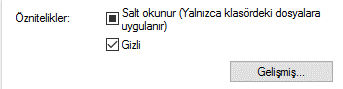 Öznitelikler:
Salt okunur (Yalnızca klasördeki dosyalara
uygulanır)
Gizli
Gelişmiş...